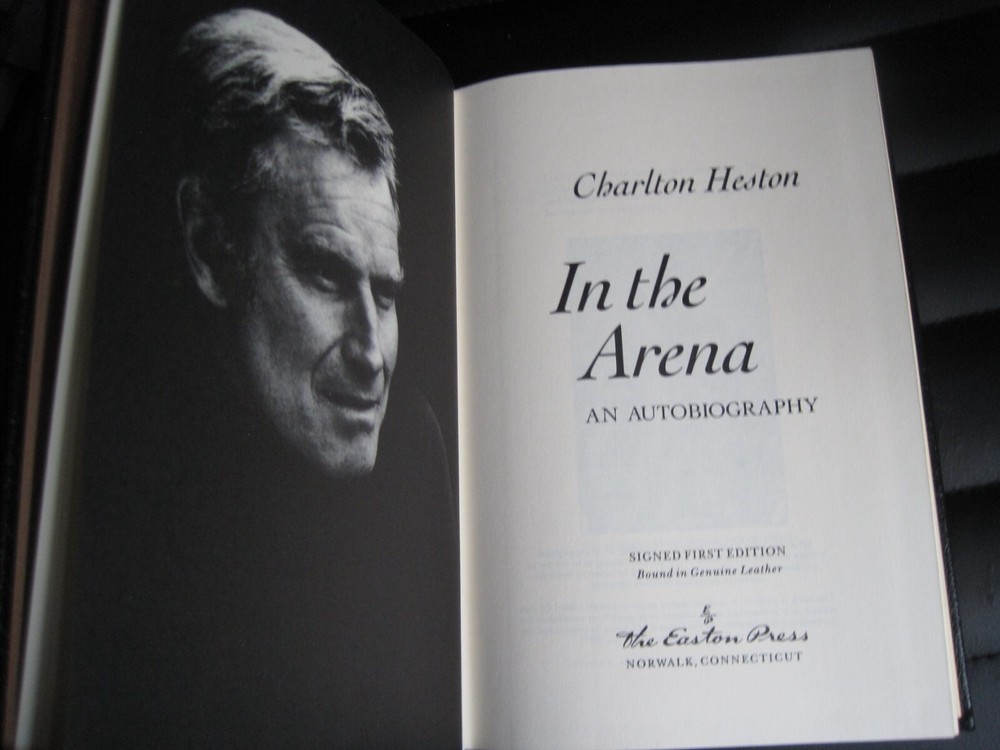 Charlton Heston
In the
Arena
AN AUTOBIOGRAPHY
SIGNED FIRST EDITION
Bound in Genuine Leather
The Easton Press
NORWALK, CONNECTICUT